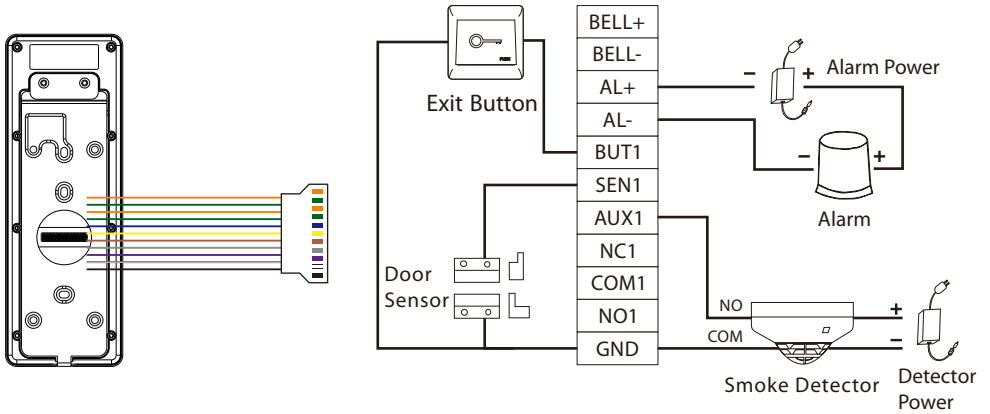 PUSH
Exit Button
BELL+
BELL-
AL+
AL-
BUT1
SEN1
AUX1
NC1
COM1
NO1
GND
Door
Sensor
- +
Alarm Power
- +
Alarm
NO
COM
+
-
Smoke Detector
Detector
Power